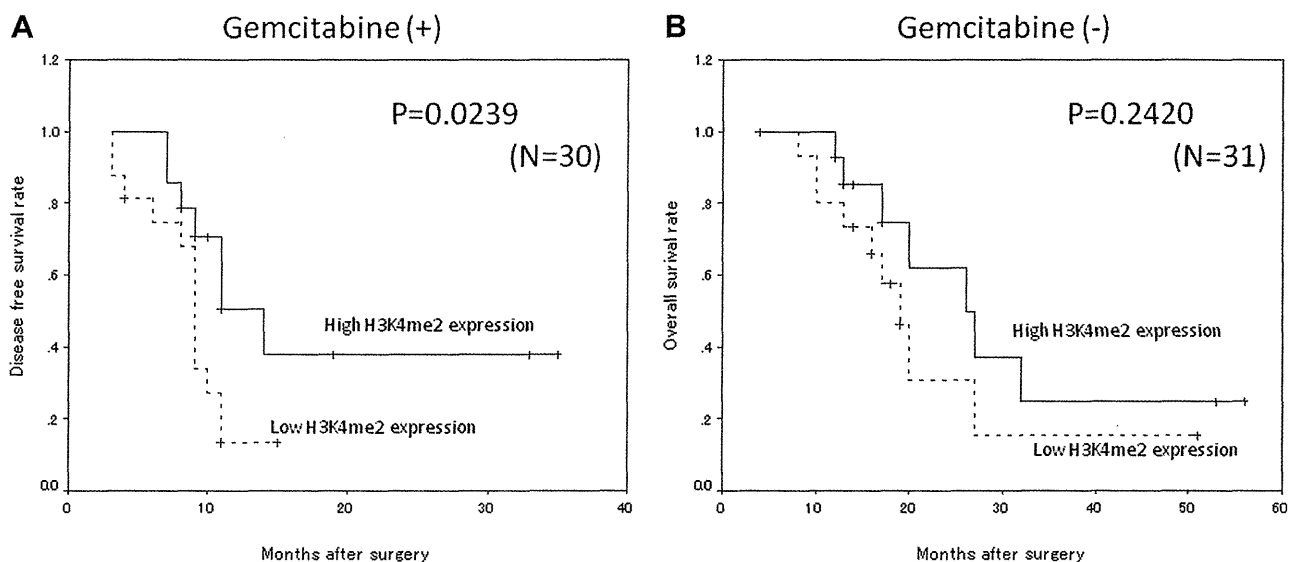 A
Gemcitabine (+)
1.2
1.0
.8
.6
.4
.2
0.0
Disease free survival rate
P=0.0239
(N=30)
High H3K4me2 expression
Low H3K4me2 expression
0
10
20
30
40
Months after surgery
B
Gemcitabine (-)
1.2
1.0
.8
.6
.4
.2
0.0
Overall surival rate
P=0.2420
(N=31)
High H3K4me2 expression
Low H3K4me2 expression
0
10
20
30
40
50
60
Months after surgery